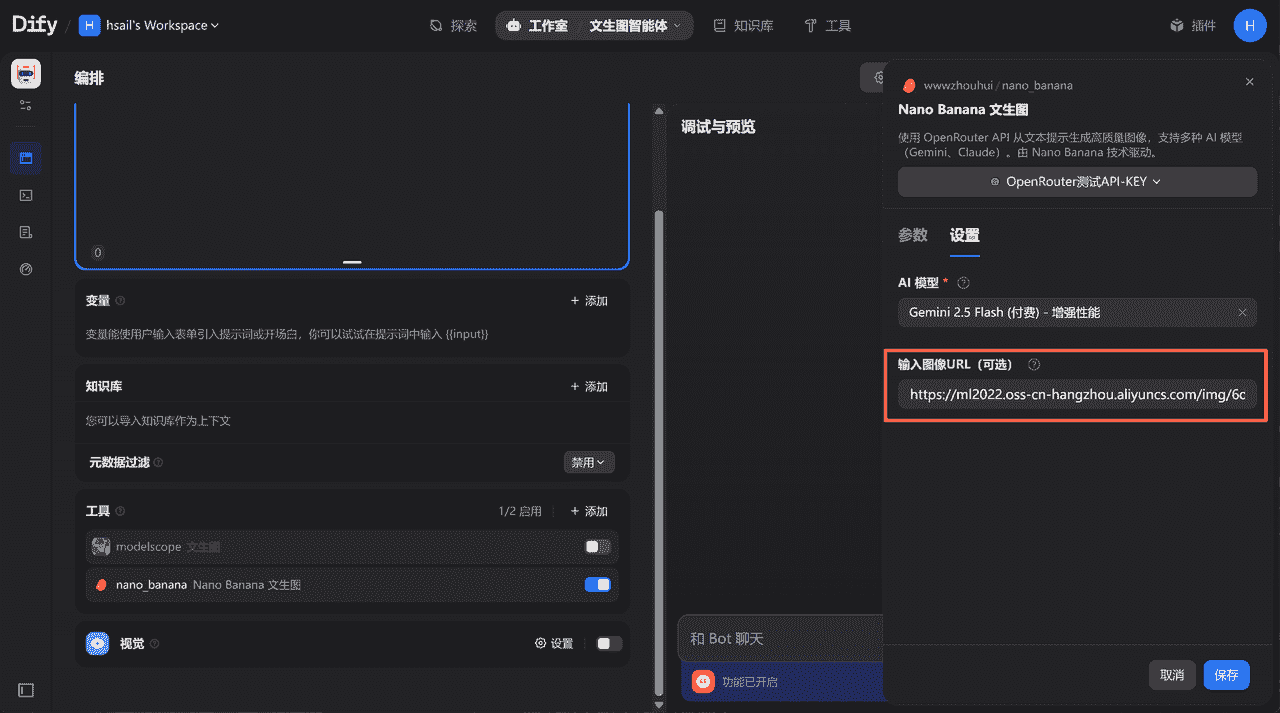 Dify / H hsail's Workspace
探索
工作室 / 文生图智能体
知识库
工具
插件
H
编排
0
变量
+ 添加
变量能使用户输入表单引入提示词或开场白，你可以试试在提示词中输入 {{input}}
知识库
+ 添加
您可以导入知识库作为上下文
元数据过滤
禁用
工具
1/2 启用
+ 添加
modelscope 文生图
nano_banana Nano Banana 文生图
视觉
设置
调试与预览
和 Bot 聊天
功能已开启
wwwzhouhui / nano_banana
Nano Banana 文生图
使用 OpenRouter API 从文本提示生成高质量图像，支持多种 AI 模型
（Gemini、Claude）。由 Nano Banana 技术驱动。
OpenRouter测试API-KEY
参数
设置
AI 模型 *
Gemini 2.5 Flash (付费) - 增强性能
输入图像URL（可选）
https://ml2022.oss-cn-hangzhou.aliyuncs.com/img/6c
取消
保存